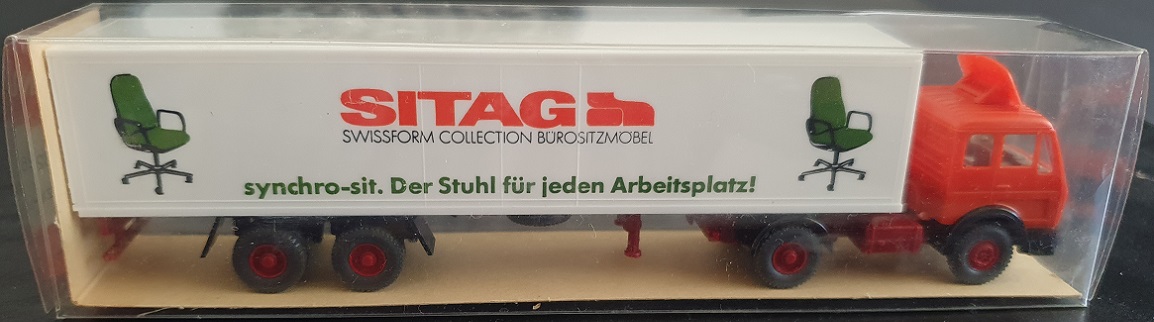 SITAG
SWISSFORM COLLECTION BÜROSITZMÖBEL
synchro-sit. Der Stuhl für jeden Arbeitsplatz!